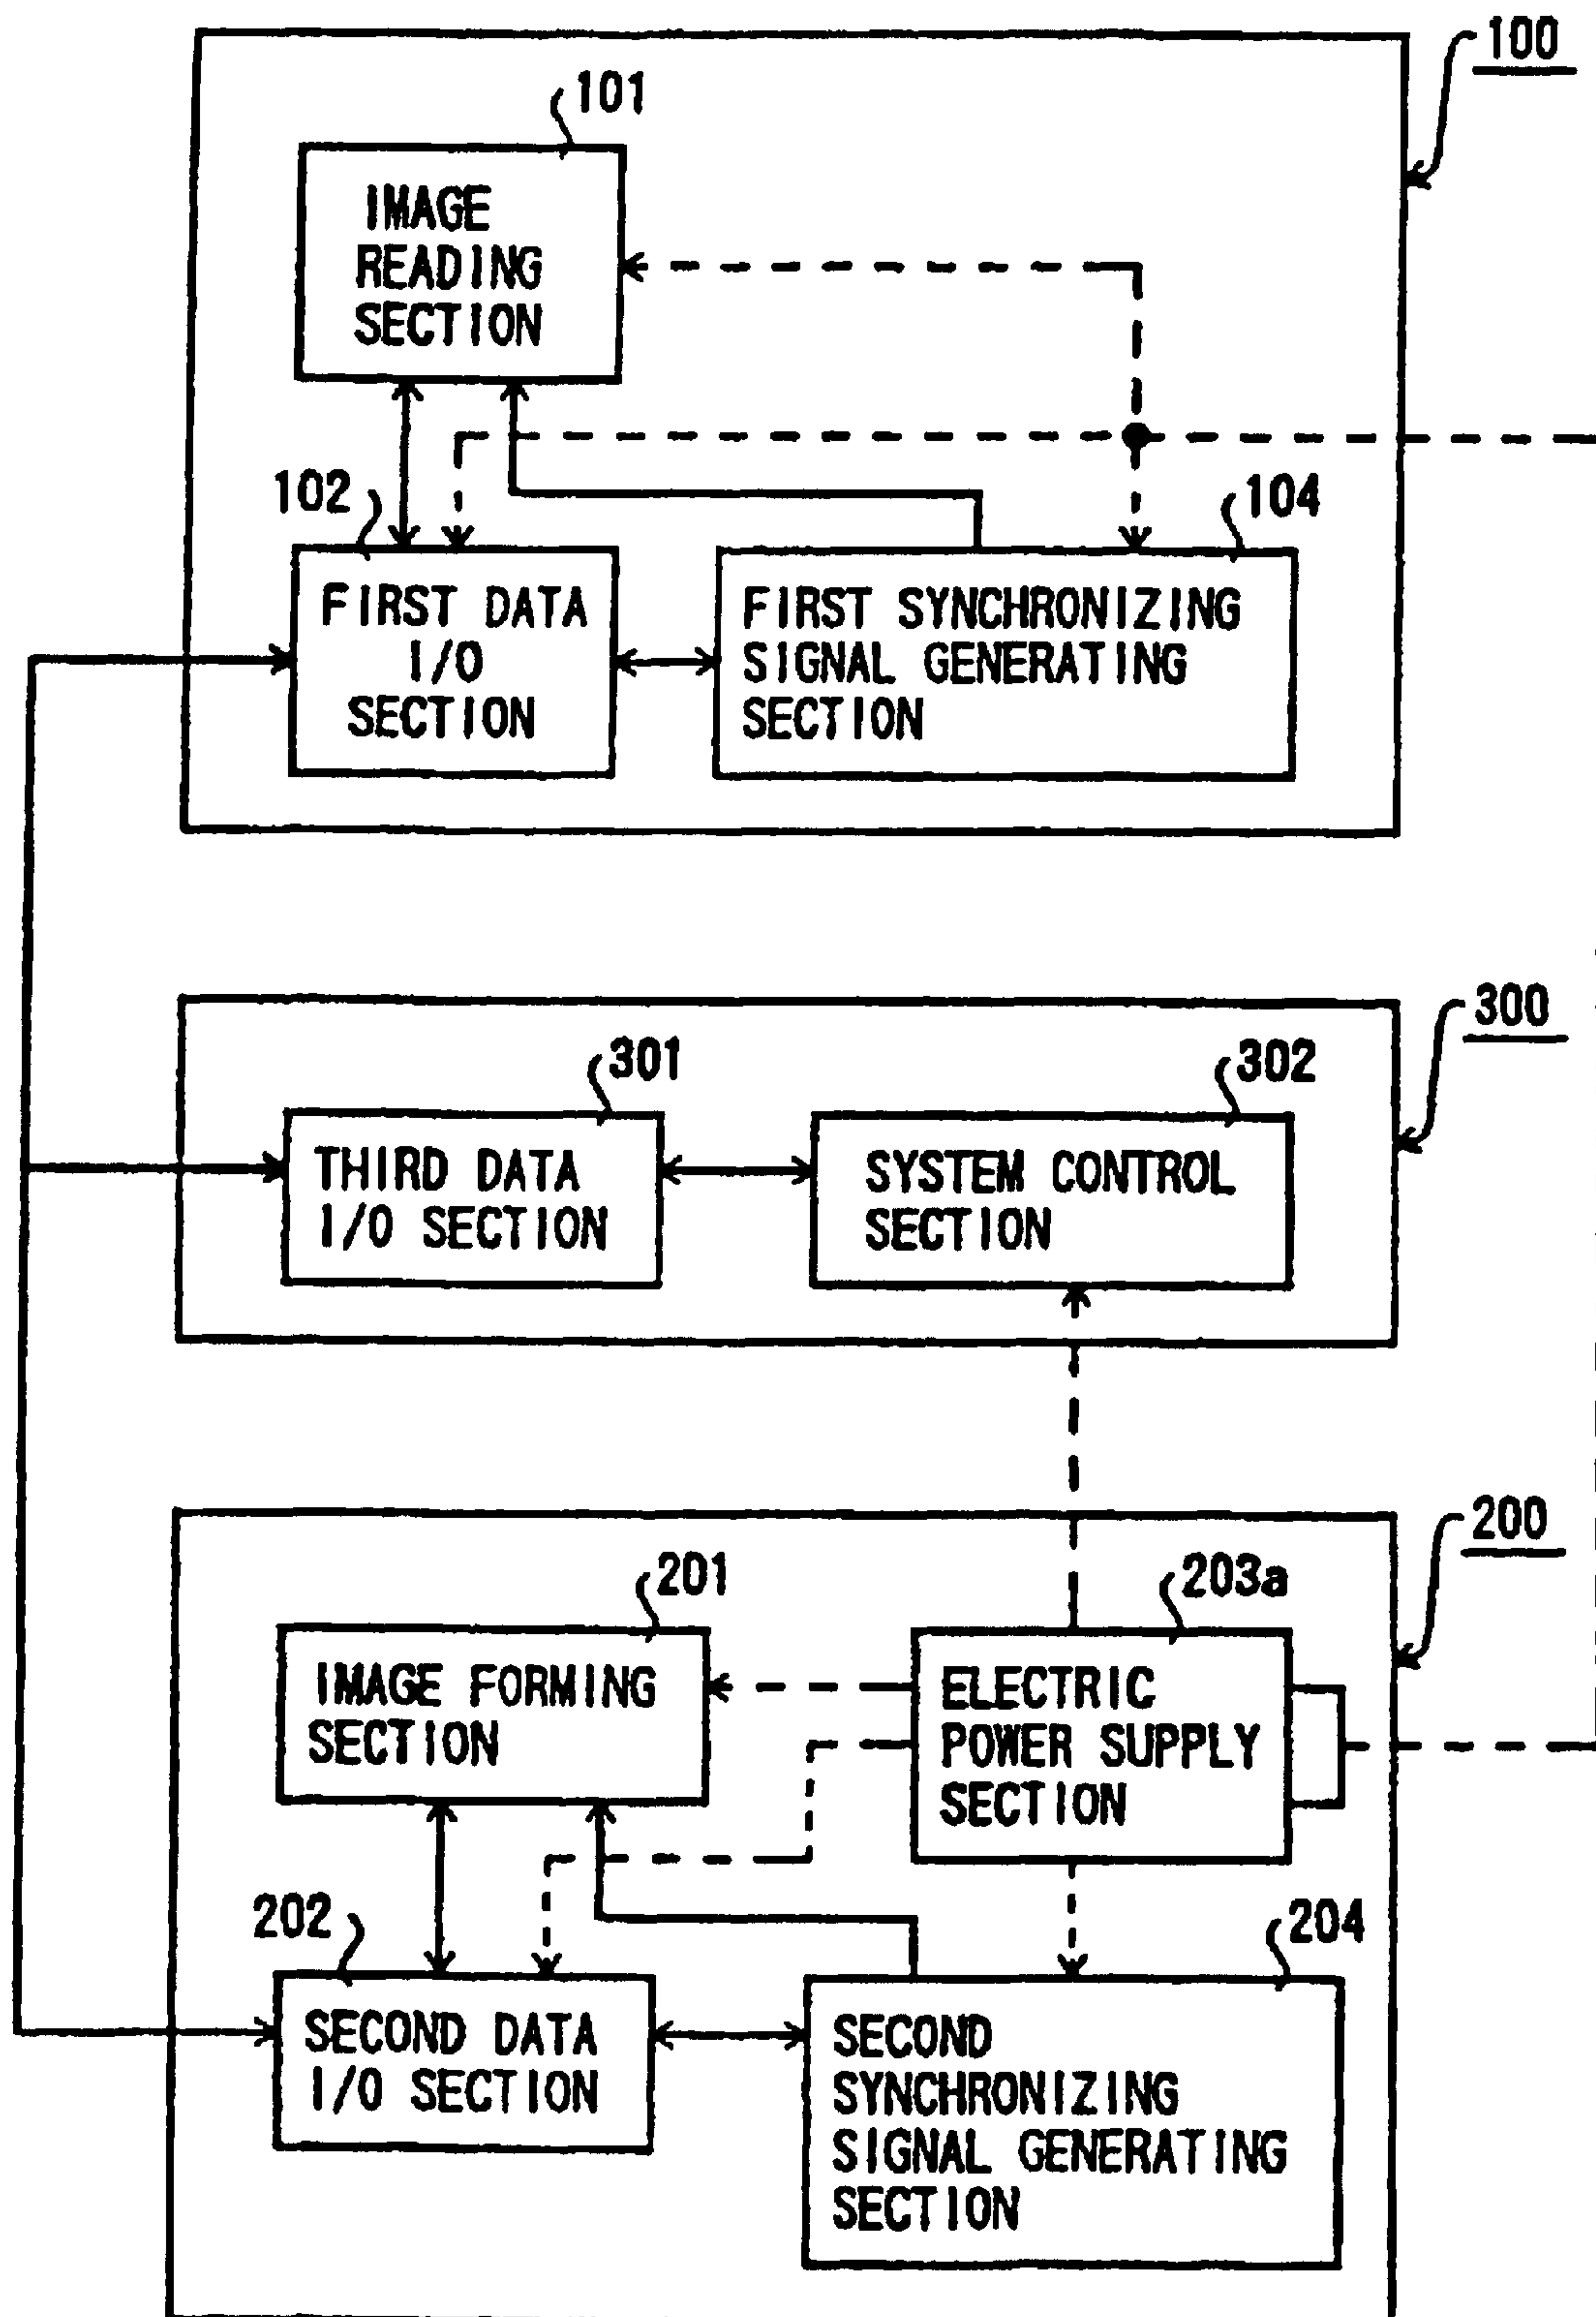 100
101
IMAGE
READING
SECTION
102
104
FIRST DATA
I/O
SECTION
FIRST SYNCHRONIZING
SIGNAL GENERATING
SECTION
300
301
302
THIRD DATA
I/O SECTION
SYSTEM CONTROL
SECTION
200
201
203a
IMAGE FORMING
SECTION
ELECTRIC
POWER SUPPLY
SECTION
202
204
SECOND DATA
I/O SECTION
SECOND
SYNCHRONIZING
SIGNAL GENERATING
SECTION